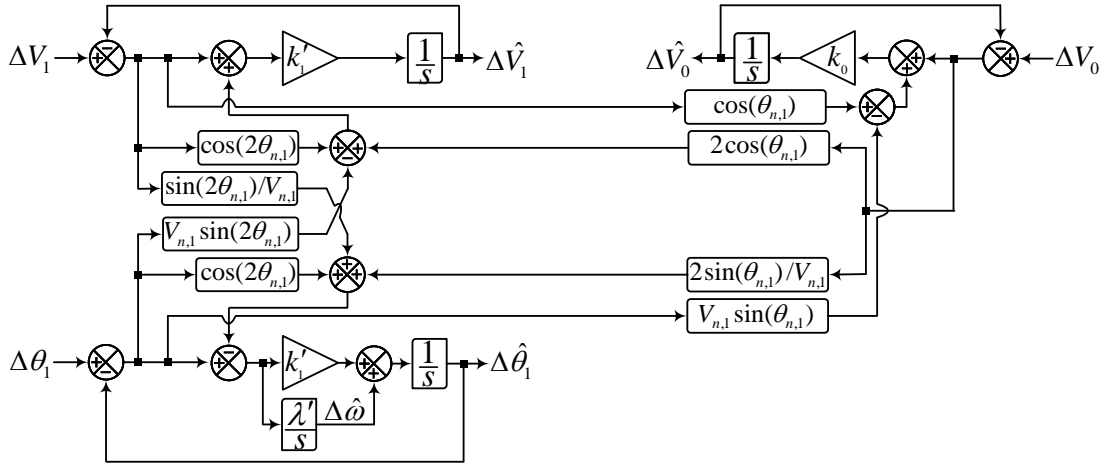 ΔV₁
k₁′
1/s
ΔV̂₁
ΔV̂₀
1/s
k₀
ΔV₀
cos(θₙ,₁)
cos(2θₙ,₁)
2cos(θₙ,₁)
sin(2θₙ,₁)/Vₙ,₁
Vₙ,₁ sin(2θₙ,₁)
cos(2θₙ,₁)
2sin(θₙ,₁)/Vₙ,₁
Vₙ,₁ sin(θₙ,₁)
Δθ₁
k₁′
1/s
Δθ̂₁
λ′/s
Δω̂